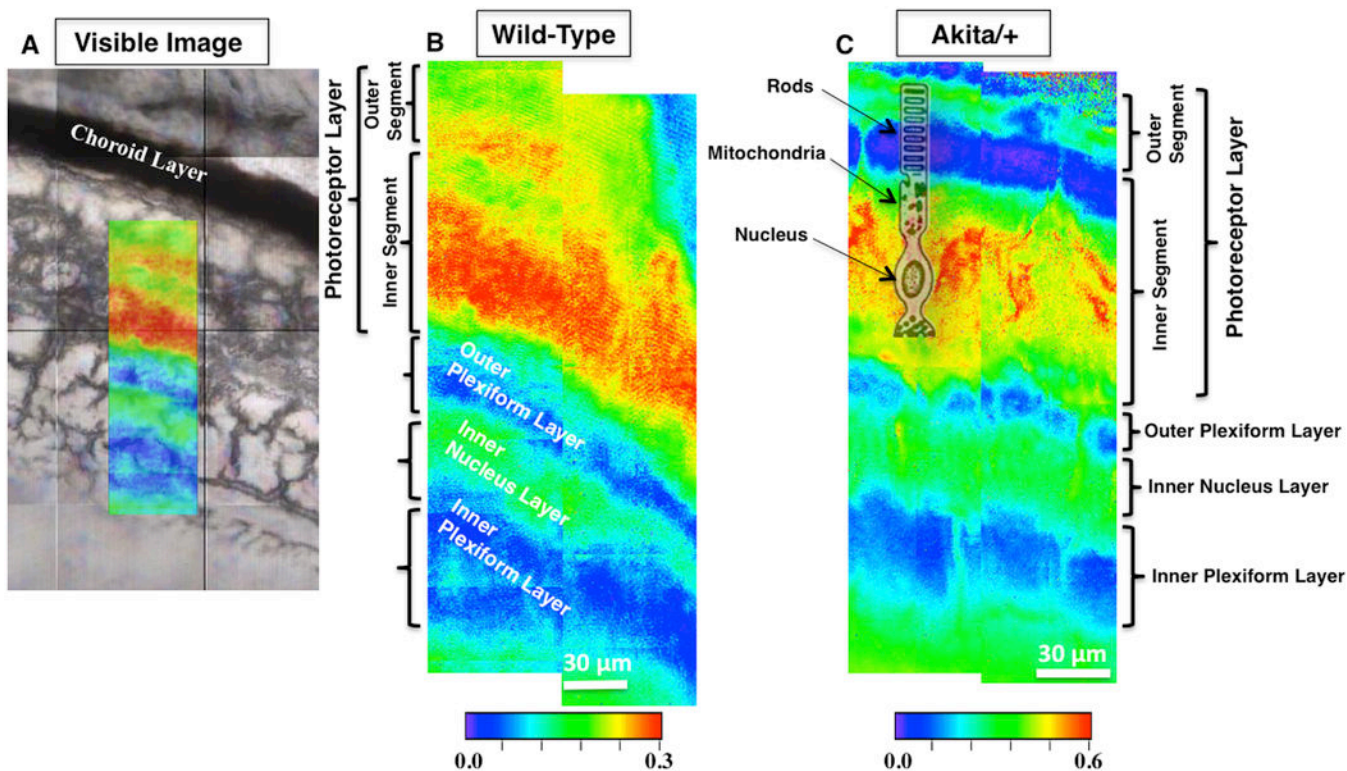 A
Visible Image
Choroid Layer
Photoreceptor Layer
Outer
Segment
Inner Segment
B
Wild-Type
Outer
Plexiform Layer
Inner
Nucleus Layer
Inner
Plexiform Layer
30 µm
0.0
0.3
C
Akita/+
Rods
Mitochondria
Nucleus
Outer
Segment
Inner Segment
Photoreceptor Layer
Outer Plexiform Layer
Inner Nucleus Layer
Inner Plexiform Layer
30 µm
0.0
0.6